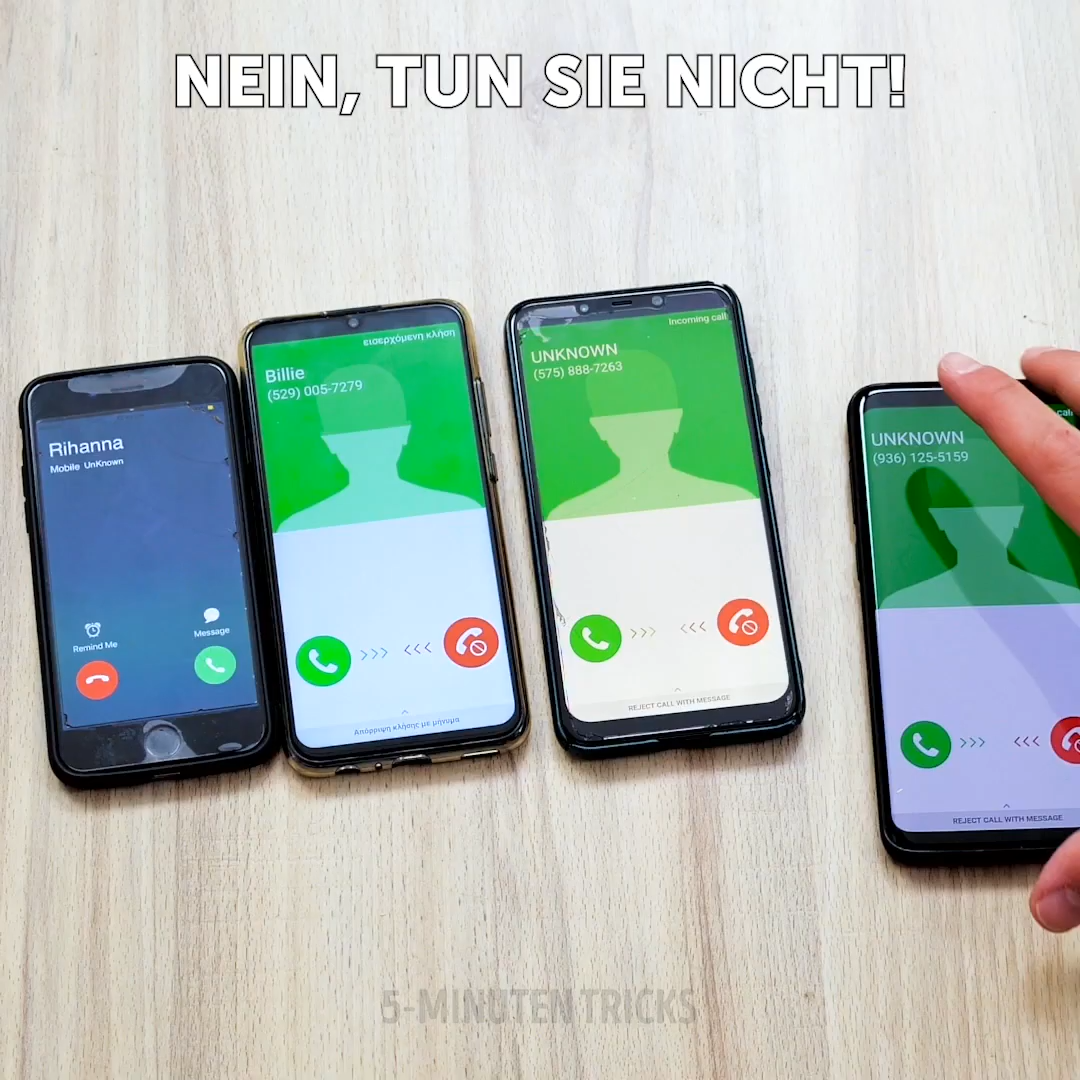 NEIN, TUN SIE NICHT!
Rihanna
Mobile UnKnown
Remind Me
Message
εισερχόμενη κλήση
Billie
(529) 005-7279
Απόρριψη κλήσης με μήνυμα
Incoming call
UNKNOWN
(575) 888-7263
REJECT CALL WITH MESSAGE
call
UNKNOWN
(936) 125-5159
REJECT CALL WITH MESSAGE
5-MINUTEN TRICKS